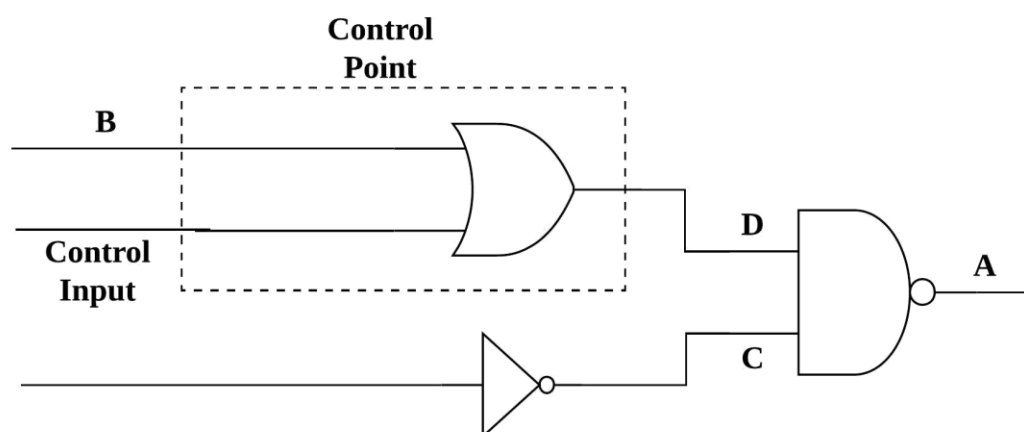 Control
Point
B
Control
Input
D
A
C